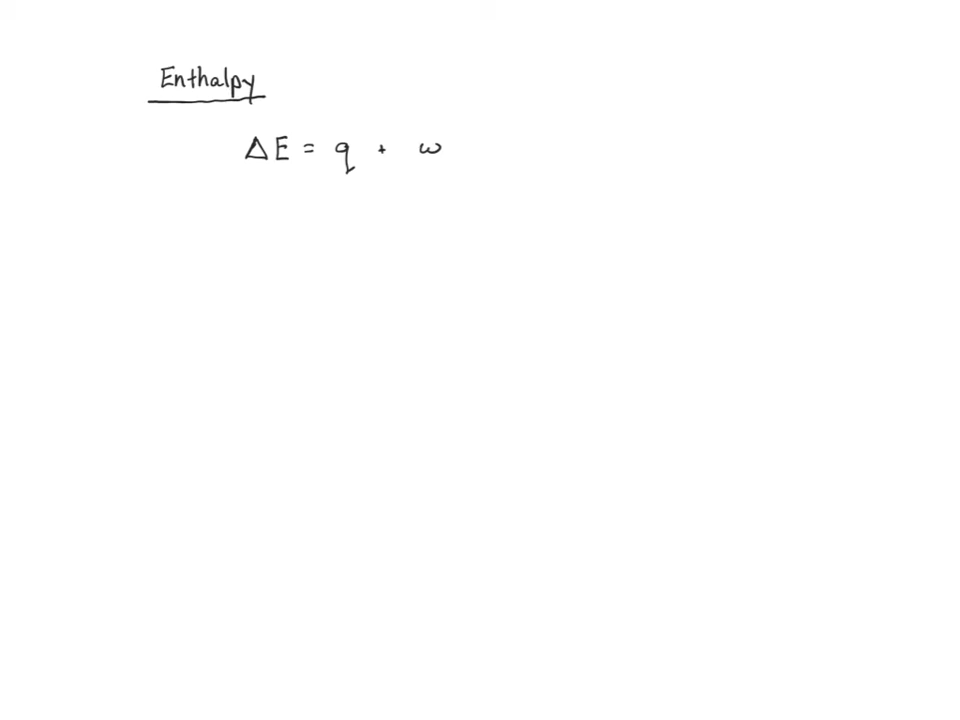 Enthalpy
ΔE = q + w